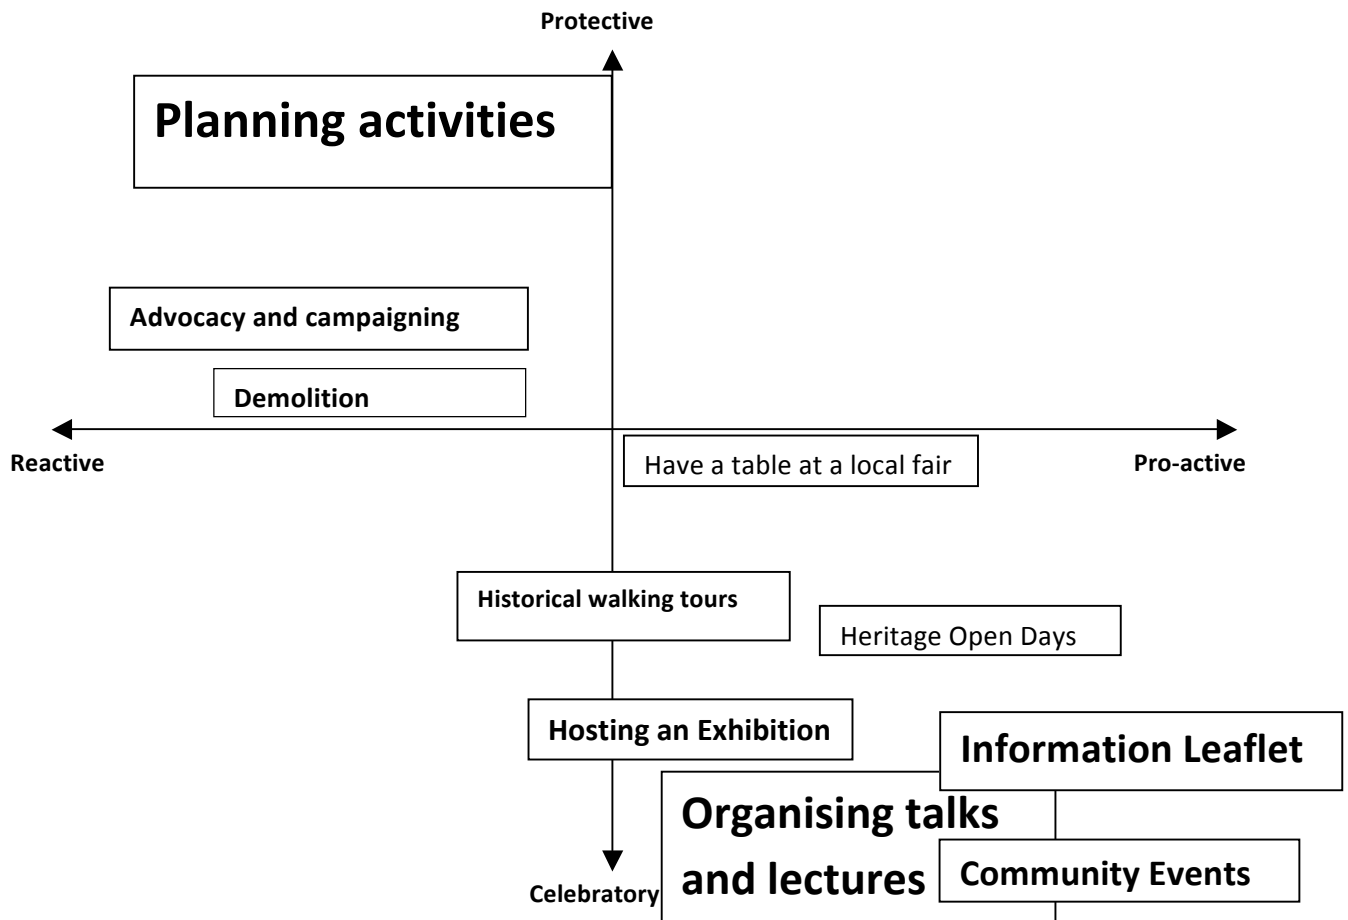 Protective
Planning activities
Advocacy and campaigning
Demolition
Reactive
Have a table at a local fair
Pro-active
Historical walking tours
Heritage Open Days
Hosting an Exhibition
Information Leaflet
Organising talks
and lectures
Community Events
Celebratory